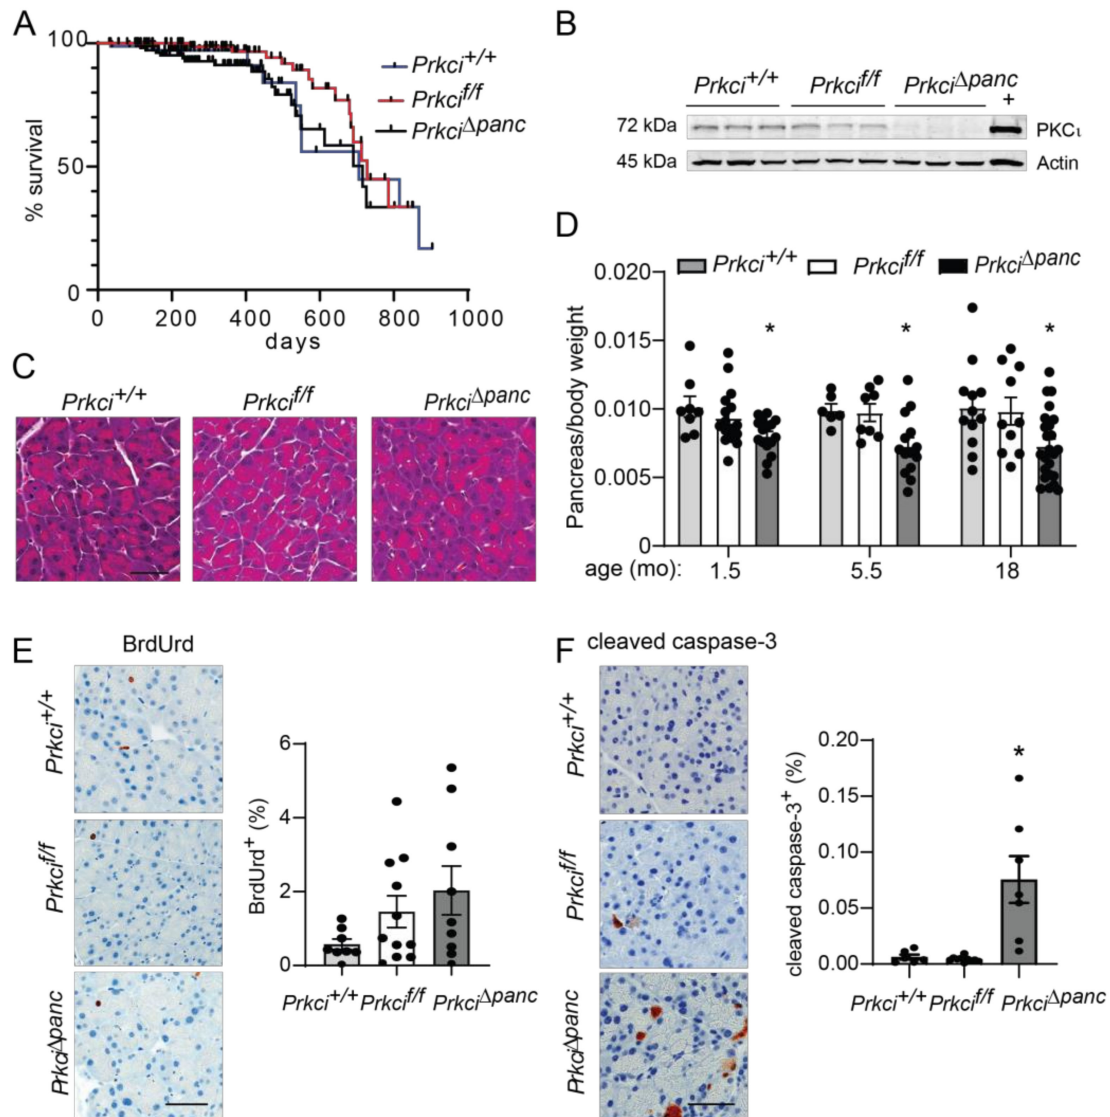 A
100
50
0
% survival
Prkci+/+
Prkcif/f
PrkciΔpanc
0 200 400 600 800 1000
days
B
Prkci+/+ Prkcif/f PrkciΔpanc +
72 kDa PKCι
45 kDa Actin
C
Prkci+/+ Prkcif/f PrkciΔpanc
D
Prkci+/+ Prkcif/f PrkciΔpanc
Pancreas/body weight
0.020
0.015
0.010
0.005
0
* * *
age (mo): 1.5 5.5 18
E
BrdUrd
Prkci+/+
Prkcif/f
PrkciΔpanc
BrdUrd+ (%)
6
4
2
0
Prkci+/+ Prkcif/f PrkciΔpanc
F
cleaved caspase-3
Prkci+/+
Prkcif/f
PrkciΔpanc
cleaved caspase-3+ (%)
0.20
0.15
0.10
0.05
0.00
*
Prkci+/+ Prkcif/f PrkciΔpanc